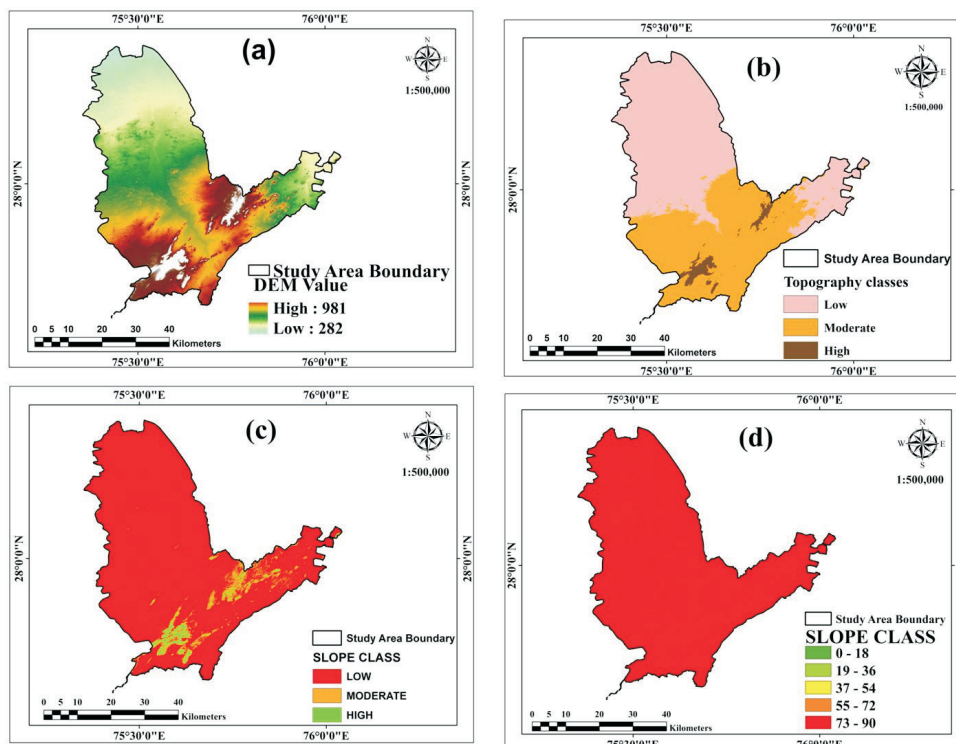 75°30'0"E 76°0'0"E
(a)
N
W E
S
1:500,000
28°0'0"N
28°0'0"N
Study Area Boundary
DEM Value
High : 981
Low : 282
0 5 10 20 30 40
Kilometers
75°30'0"E 76°0'0"E
75°30'0"E 76°0'0"E
(b)
N
W E
S
1:500,000
28°0'0"N
28°0'0"N
Study Area Boundary
Topography classes
Low
Moderate
High
0 5 10 20 30 40
Kilometers
75°30'0"E 76°0'0"E
75°30'0"E 76°0'0"E
(c)
N
W E
S
1:500,000
28°0'0"N
28°0'0"N
Study Area Boundary
SLOPE CLASS
LOW
MODERATE
HIGH
0 5 10 20 30 40
Kilometers
75°30'0"E 76°0'0"E
75°30'0"E 76°0'0"E
(d)
N
W E
S
1:500,000
28°0'0"N
28°0'0"N
Study Area Boundary
SLOPE CLASS
0 - 18
19 - 36
37 - 54
55 - 72
73 - 90
0 5 10 20 30 40
Kilometers